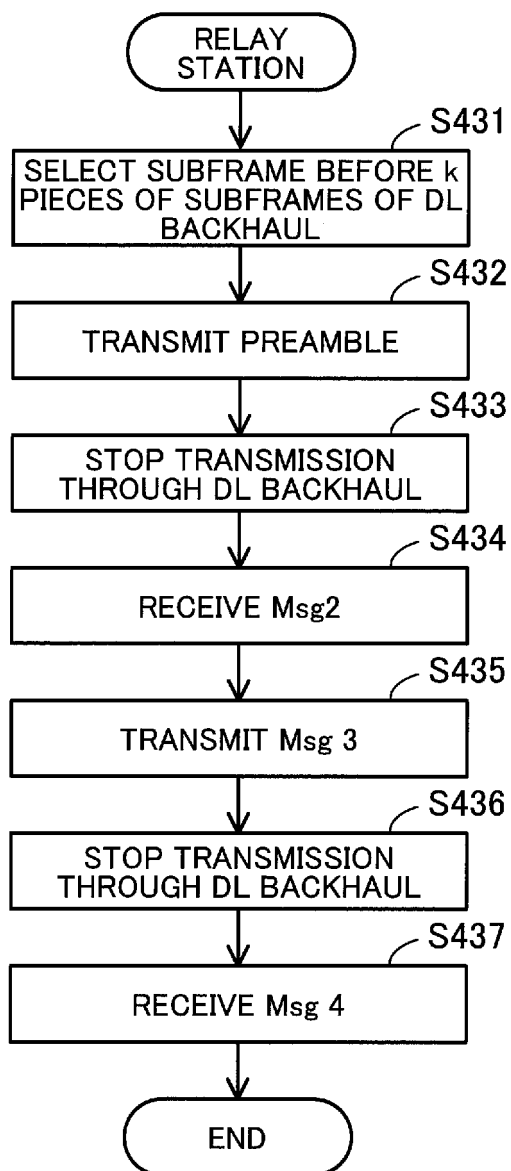 RELAY
STATION
S431
SELECT SUBFRAME BEFORE k
PIECES OF SUBFRAMES OF DL
BACKHAUL
S432
TRANSMIT PREAMBLE
S433
STOP TRANSMISSION
THROUGH DL BACKHAUL
S434
RECEIVE Msg2
S435
TRANSMIT Msg 3
S436
STOP TRANSMISSION
THROUGH DL BACKHAUL
S437
RECEIVE Msg 4
END